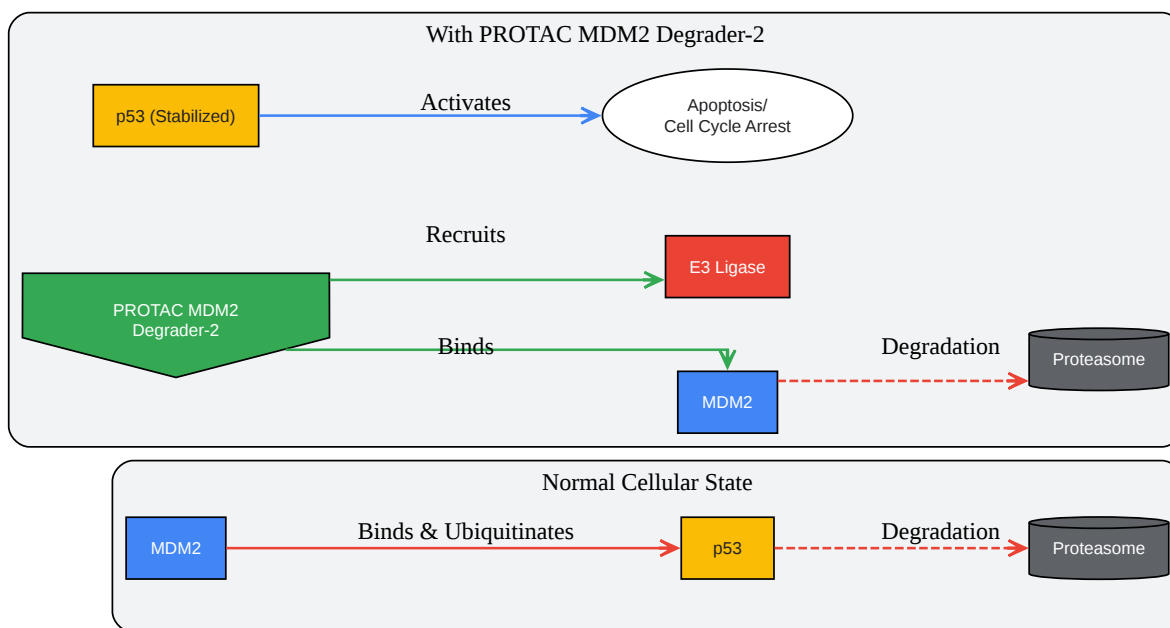 With PROTAC MDM2 Degrader-2
p53 (Stabilized)
Activates
Apoptosis/
Cell Cycle Arrest
Recruits
E3 Ligase
PROTAC MDM2
Degrader-2
Binds
MDM2
Degradation
Proteasome
Normal Cellular State
MDM2
Binds & Ubiquitinates
p53
Degradation
Proteasome